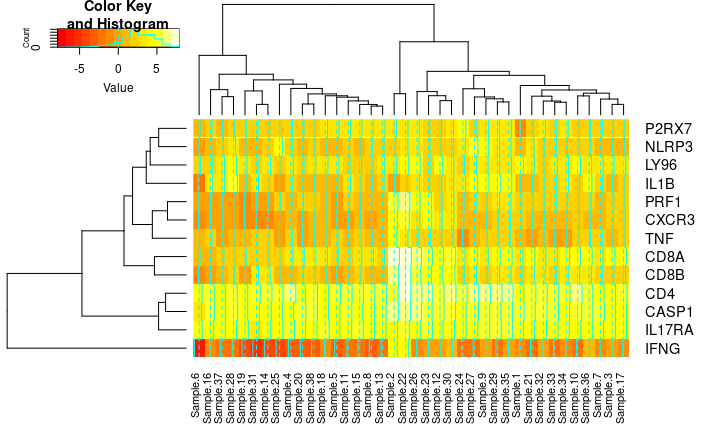 Color Key
and Histogram
Count
0
-5 0 5
Value
P2RX7
NLRP3
LY96
IL1B
PRF1
CXCR3
TNF
CD8A
CD8B
CD4
CASP1
IL17RA
IFNG
Sample.6
Sample.16
Sample.37
Sample.28
Sample.19
Sample.31
Sample.14
Sample.25
Sample.4
Sample.20
Sample.38
Sample.18
Sample.5
Sample.11
Sample.15
Sample.8
Sample.13
Sample.2
Sample.22
Sample.26
Sample.23
Sample.12
Sample.30
Sample.24
Sample.27
Sample.9
Sample.29
Sample.35
Sample.1
Sample.21
Sample.32
Sample.33
Sample.34
Sample.10
Sample.36
Sample.7
Sample.3
Sample.17